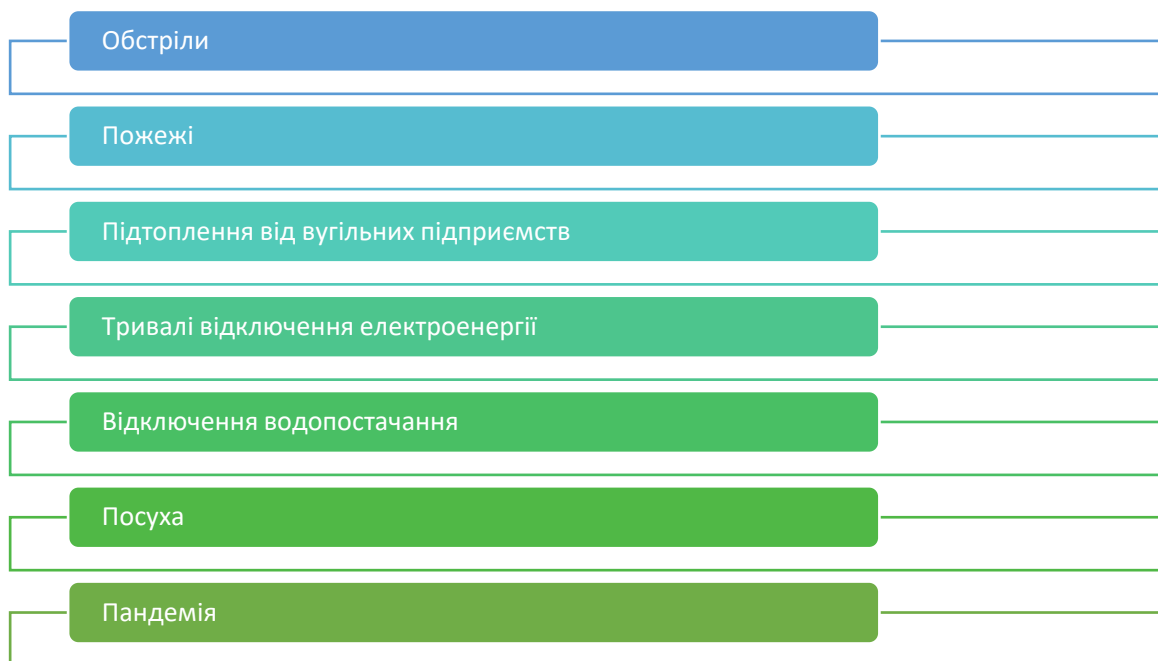 Обстріли
Пожежі
Підтоплення від вугільних підприємств
Тривалі відключення електроенергії
Відключення водопостачання
Посуха
Пандемія